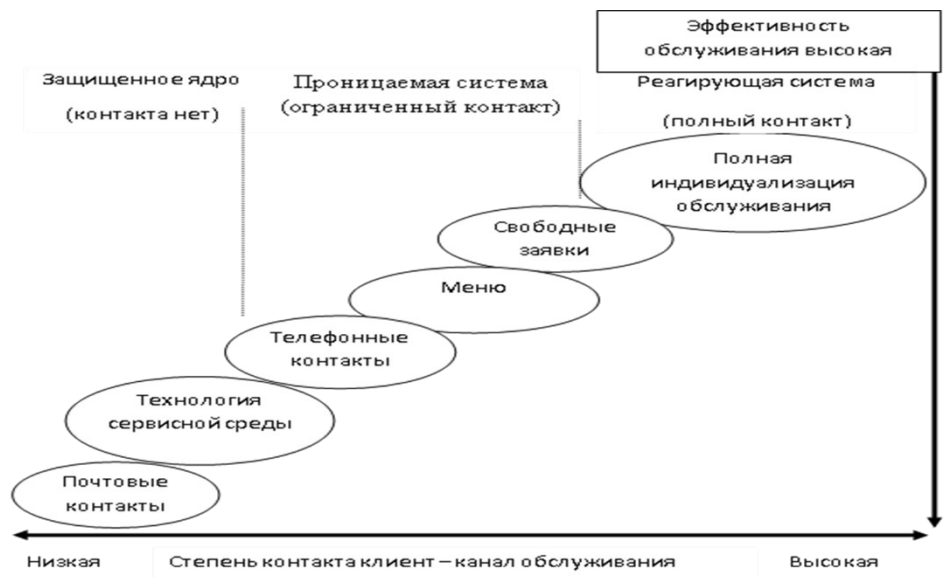 Эффективность
обслуживания высокая
Защищенное ядро
(контакта нет)
Проницаемая система
(ограниченный контакт)
Реагирующая система
(полный контакт)
Полная
индивидуализация
обслуживания
Свободные
заявки
Меню
Телефонные
контакты
Технология
сервисной среды
Почтовые
контакты
Низкая
Степень контакта клиент – канал обслуживания
Высокая